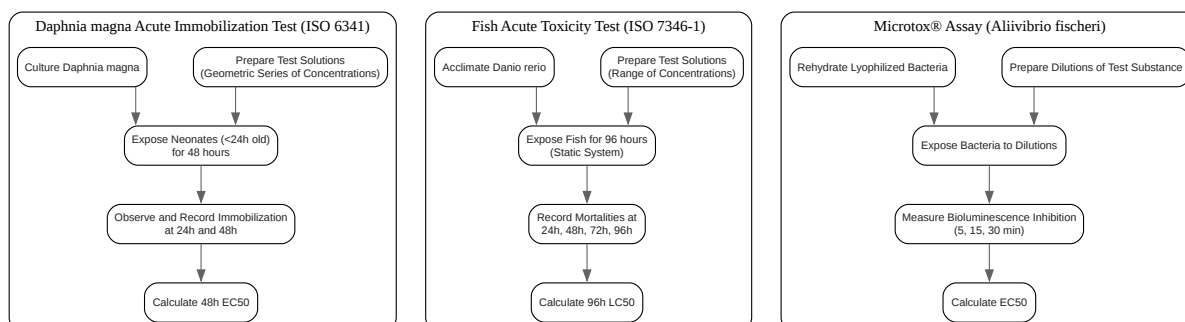 Daphnia magna Acute Immobilization Test (ISO 6341)
Culture Daphnia magna
Prepare Test Solutions
(Geometric Series of Concentrations)
Expose Neonates (<24h old)
for 48 hours
Observe and Record Immobilization
at 24h and 48h
Calculate 48h EC50
Fish Acute Toxicity Test (ISO 7346-1)
Acclimate Danio rerio
Prepare Test Solutions
(Range of Concentrations)
Expose Fish for 96 hours
(Static System)
Record Mortalities at
24h, 48h, 72h, 96h
Calculate 96h LC50
Microtox® Assay (Aliivibrio fischeri)
Rehydrate Lyophilized Bacteria
Prepare Dilutions of Test Substance
Expose Bacteria to Dilutions
Measure Bioluminescence Inhibition
(5, 15, 30 min)
Calculate EC50